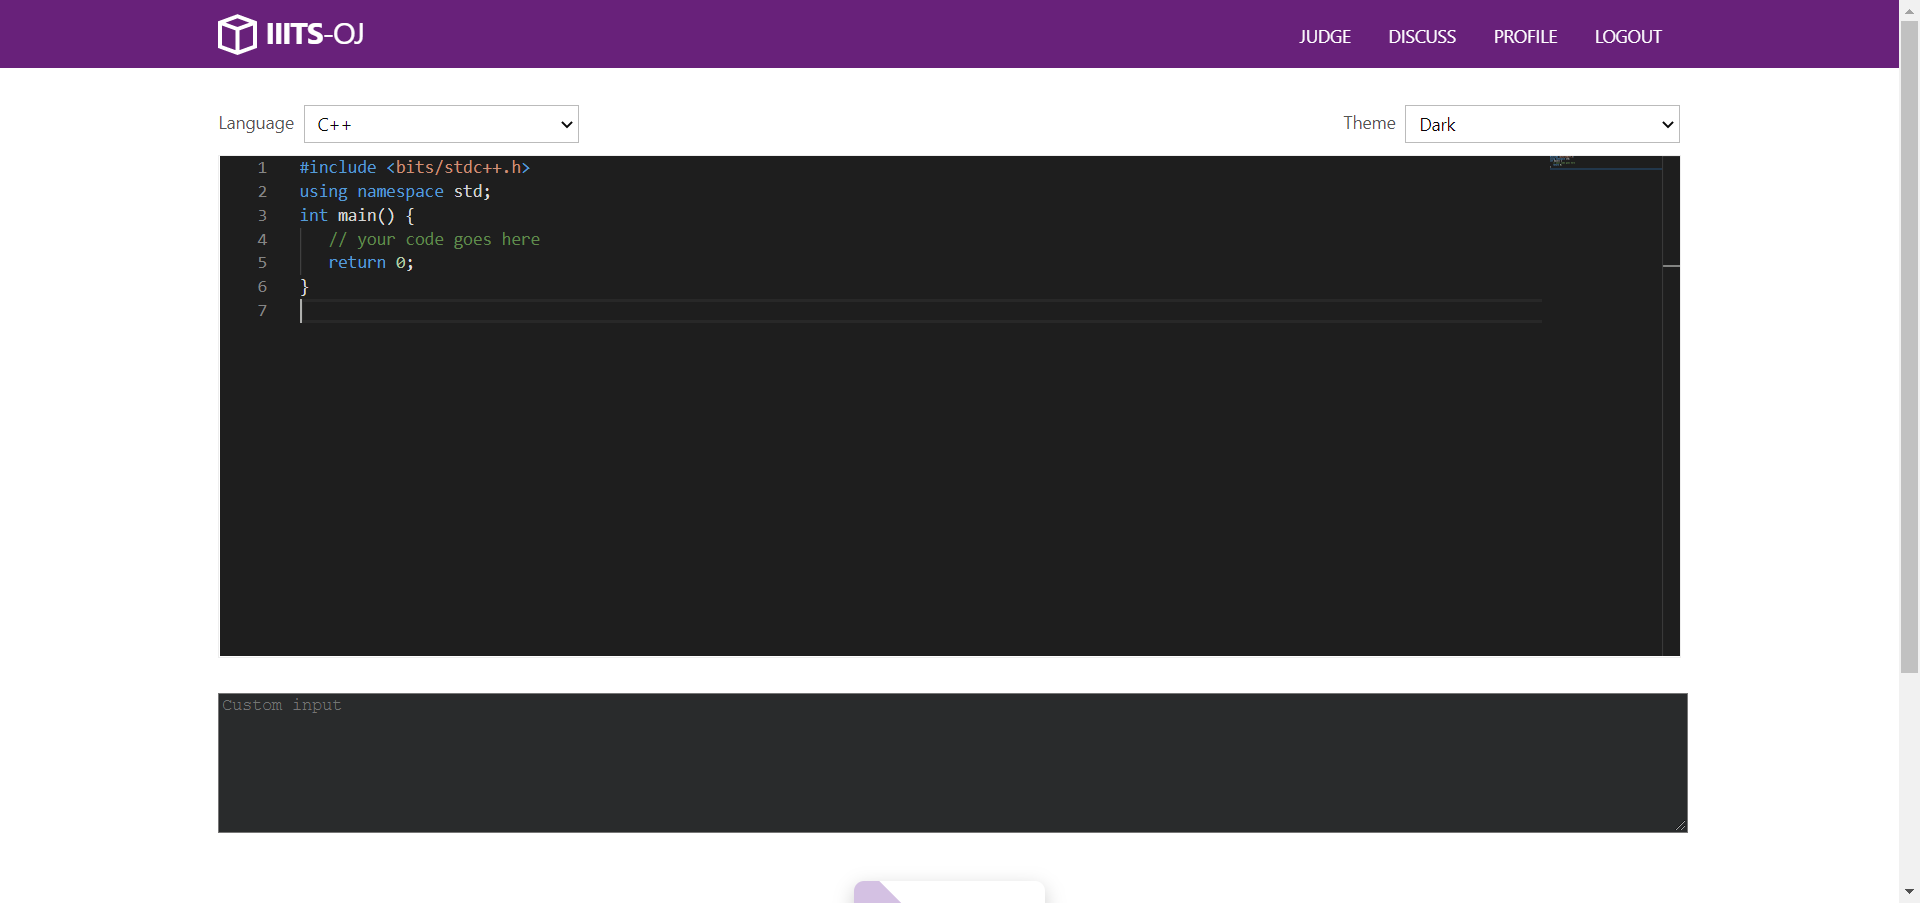 IIITS-OJ JUDGE DISCUSS PROFILE LOGOUT
Language C++ Theme Dark
1 #include <bits/stdc++.h>
2 using namespace std;
3 int main() {
4 // your code goes here
5 return 0;
6 }
7
Custom input